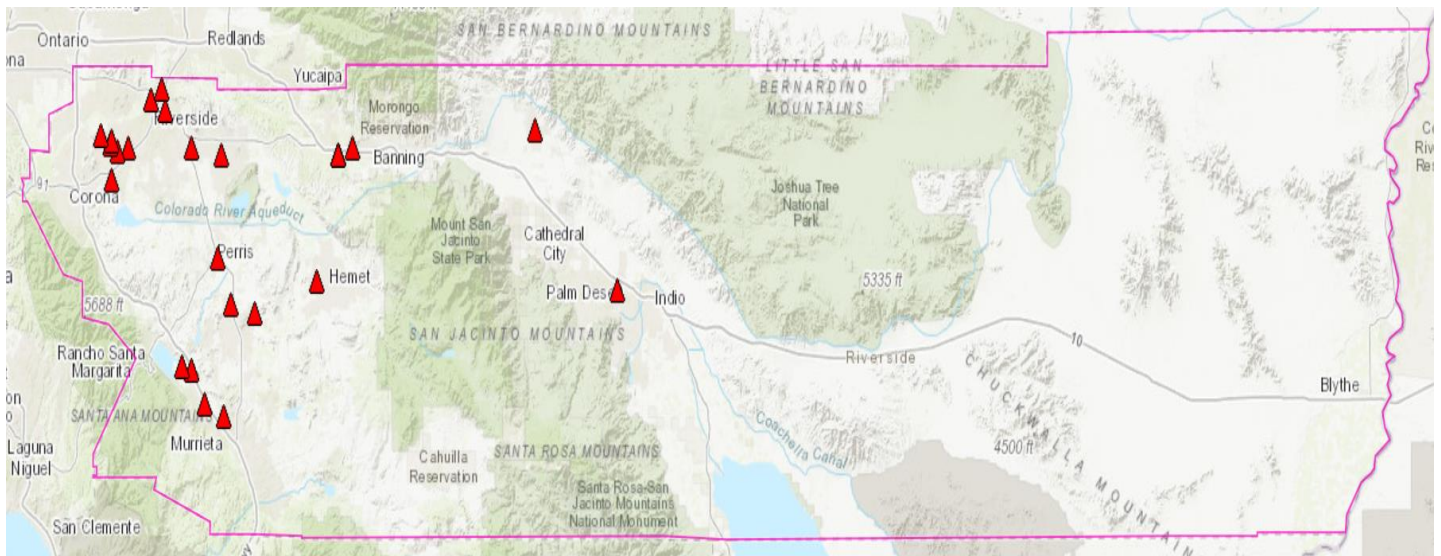 Ontario
Redlands
SAN BERNARDINO MOUNTAINS
Yucaipa
LITTLE SAN
BERNARDINO
MOUNTAINS
Morongo
Reservation
Riverside
Banning
91
Corona
Joshua Tree
National
Park
Colorado River Aqueduct
Mount San
Jacinto
State Park
Cathedral
City
Perris
Hemet
5335 ft
Palm Dese
Indio
5688 ft
SAN JACINTO MOUNTAINS
10
Rancho Santa
Margarita
Riverside
Blythe
CHUCKWALLA MOUNTAIN
SANTA ANA MOUNTAINS
Murrieta
Coachella Canal
4500 ft
Laguna
Niguel
Cahuilla
Reservation
SANTA ROSA MOUNTAINS
Santa Rosa-San
Jacinto Mountains
National Monument
San Clemente